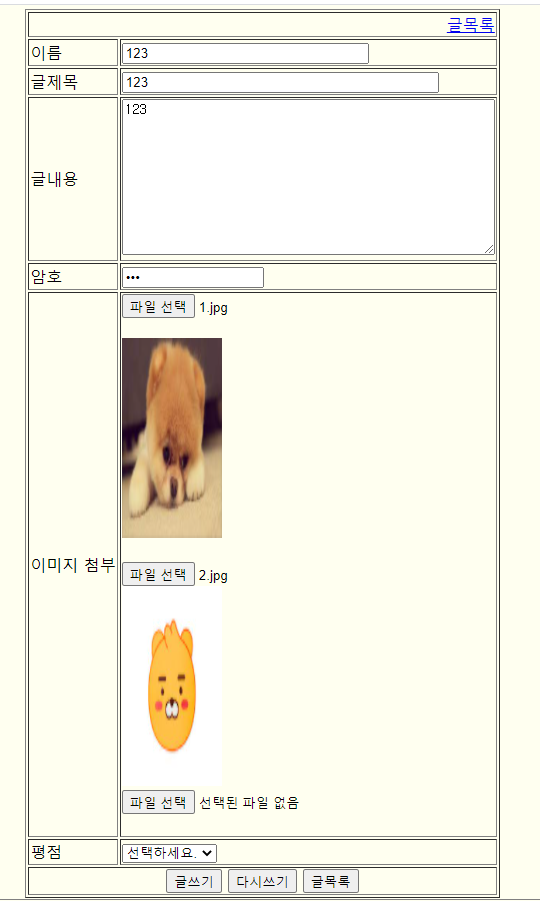 글목록
이름 123
글제목 123
글내용 123
암호 •••
이미지 첨부
파일 선택 1.jpg
파일 선택 2.jpg
파일 선택 선택된 파일 없음
평점 선택하세요.
글쓰기 다시쓰기 글목록